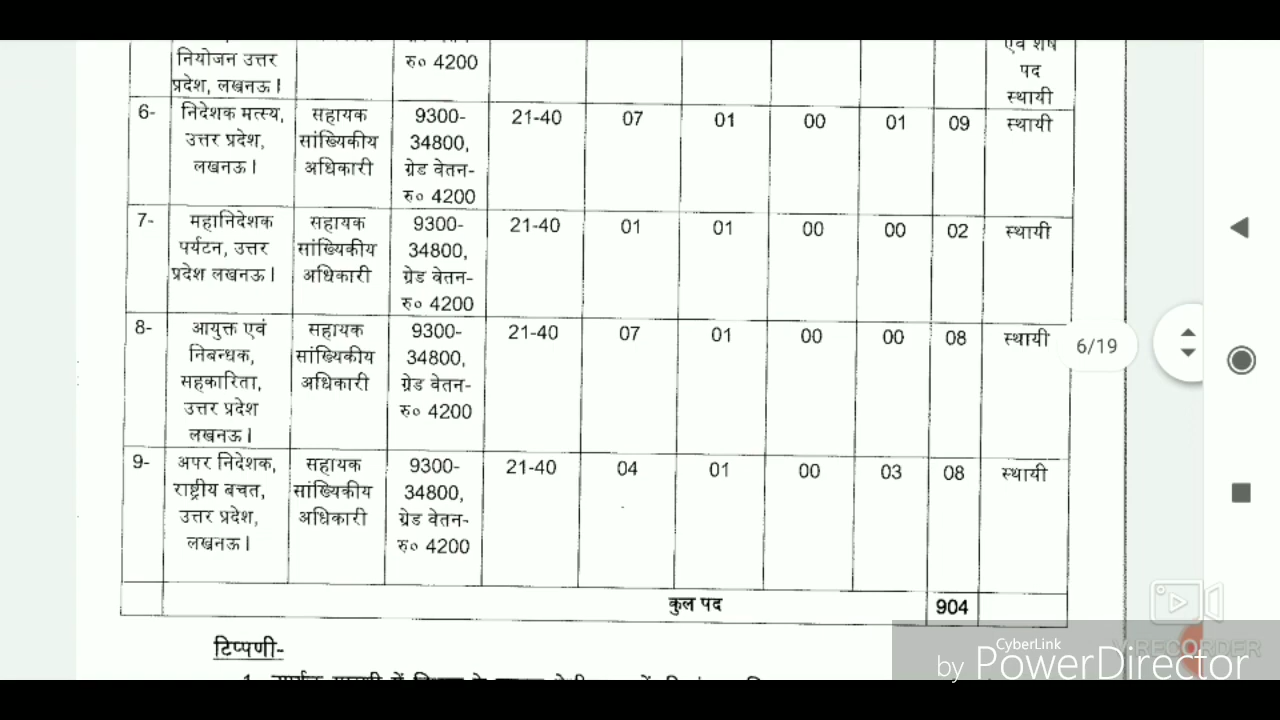 नियोजन उत्तर रु० 4200 एवं शेष
प्रदेश, लखनऊ। पद
स्थायी
6- निदेशक मत्स्य, सहायक 9300- 21-40 07 01 00 01 09 स्थायी
उत्तर प्रदेश, सांख्यिकीय 34800,
लखनऊ। अधिकारी ग्रेड वेतन-
रु० 4200
7- महानिदेशक सहायक 9300- 21-40 01 01 00 00 02 स्थायी
पर्यटन, उत्तर सांख्यिकीय 34800,
प्रदेश लखनऊ। अधिकारी ग्रेड वेतन-
रु० 4200
8- आयुक्त एवं सहायक 9300- 21-40 07 01 00 00 08 स्थायी
निबन्धक, सांख्यिकीय 34800,
सहकारिता, अधिकारी ग्रेड वेतन-
उत्तर प्रदेश रु० 4200
लखनऊ।
6/19
9- अपर निदेशक, सहायक 9300- 21-40 04 01 00 03 08 स्थायी
राष्ट्रीय बचत, सांख्यिकीय 34800,
उत्तर प्रदेश, अधिकारी ग्रेड वेतन-
लखनऊ। रु० 4200
कुल पद 904
टिप्पणी-
CyberLink
by PowerDirector